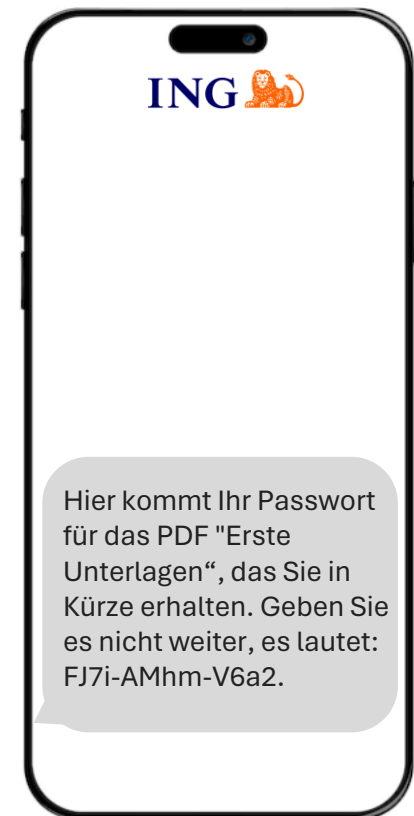 ING
Hier kommt Ihr Passwort
für das PDF "Erste
Unterlagen“, das Sie in
Kürze erhalten. Geben Sie
es nicht weiter, es lautet:
FJ7i-AMhm-V6a2.